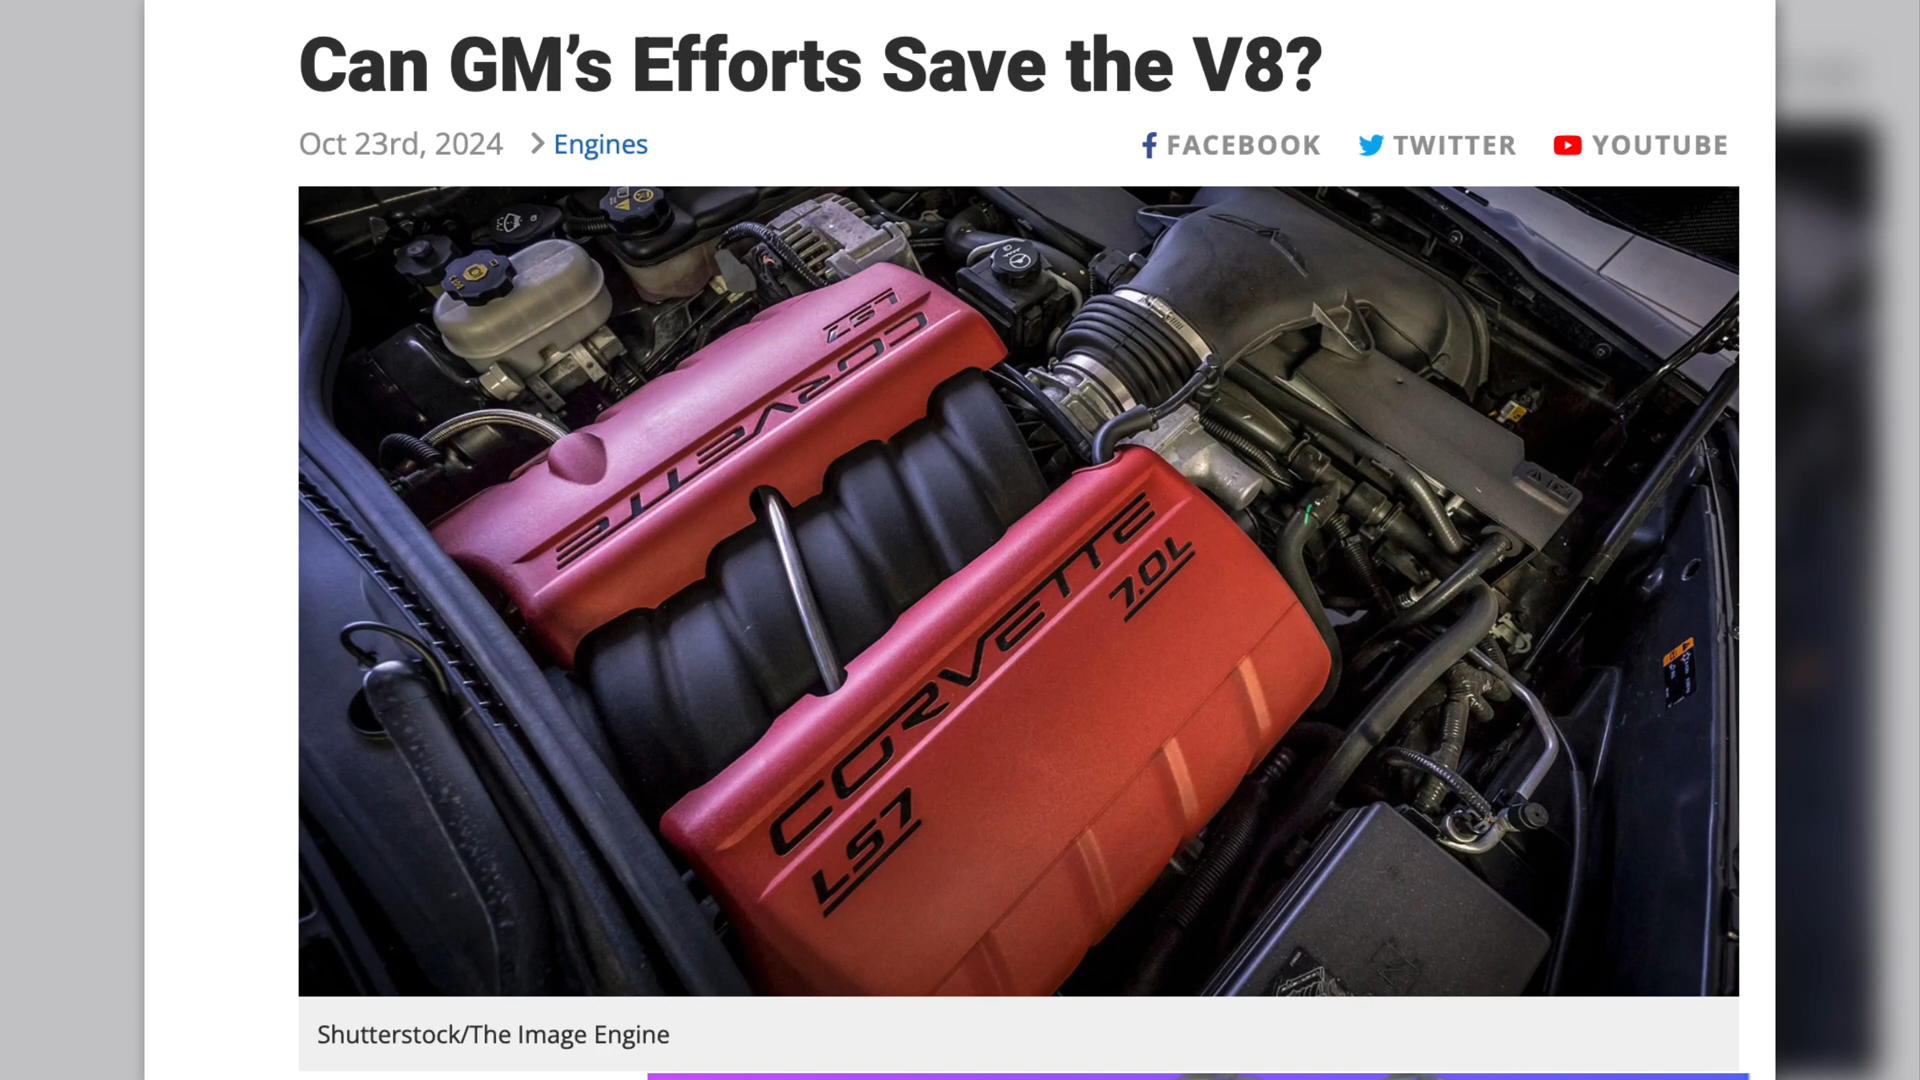 Can GM’s Efforts Save the V8?
Oct 23rd, 2024 > Engines
FACEBOOK TWITTER YOUTUBE
LS7
CORVETTE
CORVETTE
7.0L
LS7
Shutterstock/The Image Engine